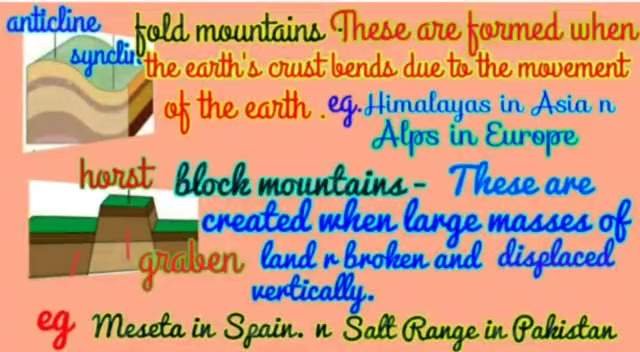 anticline
synclin
fold mountains - These are formed when
the earth's crust bends due to the movement
of the earth . eg. Himalayas in Asia n
Alps in Europe
horst
block mountains - These are
created when large masses of
graben land r broken and displaced
vertically.
eg Meseta in Spain. n Salt Range in Pakistan